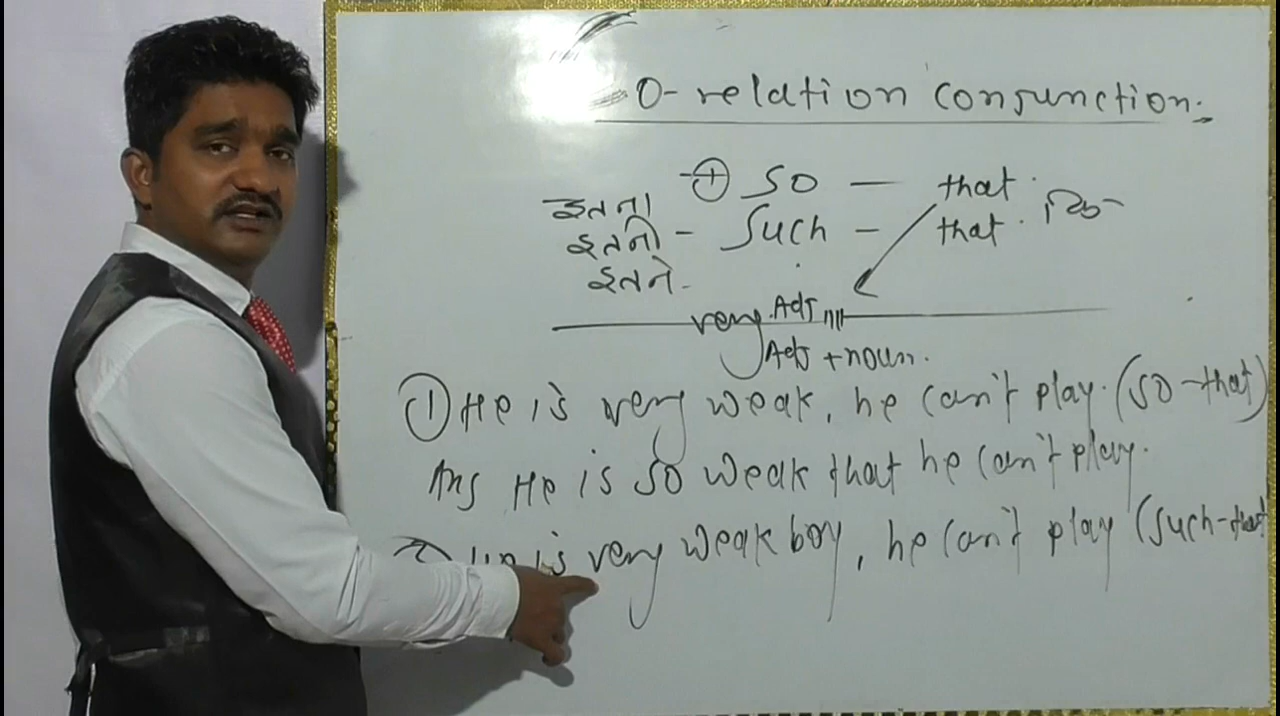 O-relation conjunction.
① so — that.
इतना
इतनी - Such - that. कि
इतने -
very Adj
Adj + noun.
① He is very weak, he can't play. (so-that)
Ans He is so weak that he can't play.
is very weak boy, he can't play (such-that